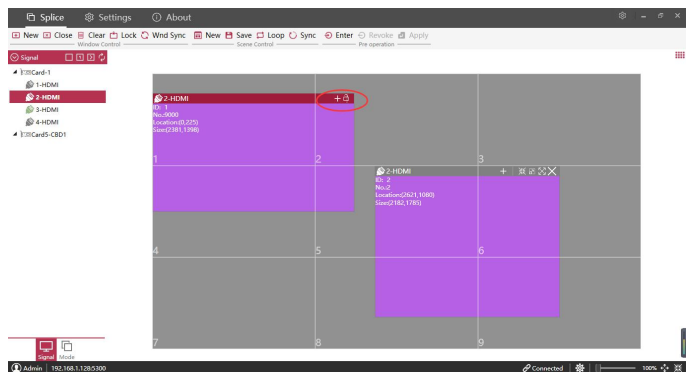 Splice Settings About
New Close Clear Lock Wnd Sync New Save Loop Sync Enter Revoke Apply
Window Control Scene Control Pre operation
Signal 1 2
Card-1
1-HDMI
2-HDMI
3-HDMI
4-HDMI
Card5-CBD1
2-HDMI
ID: 1
No.:9000
Location:(0,225)
Size:(2381,1398)
1 2 3
2-HDMI
ID: 2
No.:2
Location:(2621,1080)
Size:(2182,1785)
4 5 6
7 8 9
Signal Mode
Admin 192.168.1.128:5300 Connected 100%